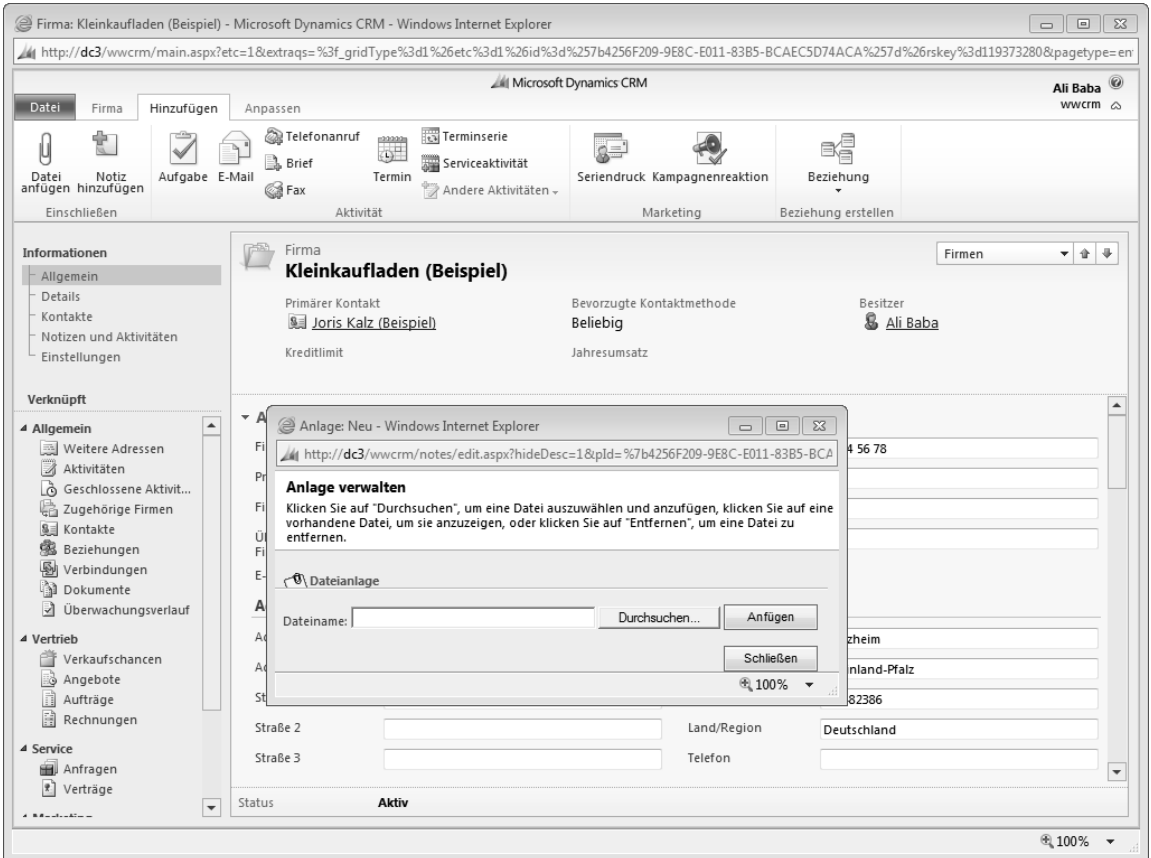 Firma: Kleinkaufladen (Beispiel) - Microsoft Dynamics CRM - Windows Internet Explorer
http://dc3/wwcrm/main.aspx?etc=1&extraqs=%3f_gridType%3d1%26etc%3d1%26id%3d%257b4256F209-9E8C-E011-83B5-BCAEC5D74ACA%257d%26rskey%3d119373280&pagetype=en
Microsoft Dynamics CRM
Ali Baba
wwcrm
Datei Firma Hinzufügen Anpassen
Datei anfügen
Notiz hinzufügen
Aufgabe
E-Mail
Telefonanruf
Brief
Fax
Termin
Terminserie
Serviceaktivität
Andere Aktivitäten
Seriendruck
Kampagnenreaktion
Beziehung
Einschließen Aktivität Marketing Beziehung erstellen
Informationen
Allgemein
Details
Kontakte
Notizen und Aktivitäten
Einstellungen
Verknüpft
Allgemein
Weitere Adressen
Aktivitäten
Geschlossene Aktivit...
Zugehörige Firmen
Kontakte
Beziehungen
Verbindungen
Dokumente
Überwachungsverlauf
Vertrieb
Verkaufschancen
Angebote
Aufträge
Rechnungen
Service
Anfragen
Verträge
Firma
Kleinkaufladen (Beispiel)
Firmen
Primärer Kontakt Bevorzugte Kontaktmethode Besitzer
Joris Kalz (Beispiel) Beliebig Ali Baba
Kreditlimit Jahresumsatz
A
Fi
4 56 78
Pr
Fi
Ü
Fi
E-
A
Ad
zheim
Ad
nland-Pfalz
St
82386
Anlage: Neu - Windows Internet Explorer
http://dc3/wwcrm/notes/edit.aspx?hideDesc=1&pId=%7b4256F209-9E8C-E011-83B5-BCA
Anlage verwalten
Klicken Sie auf "Durchsuchen", um eine Datei auszuwählen und anzufügen, klicken Sie auf eine
vorhandene Datei, um sie anzuzeigen, oder klicken Sie auf "Entfernen", um eine Datei zu
entfernen.
Dateianlage
Dateiname: Durchsuchen... Anfügen
Schließen
100%
Straße 2 Land/Region Deutschland
Straße 3 Telefon
Status Aktiv
100%